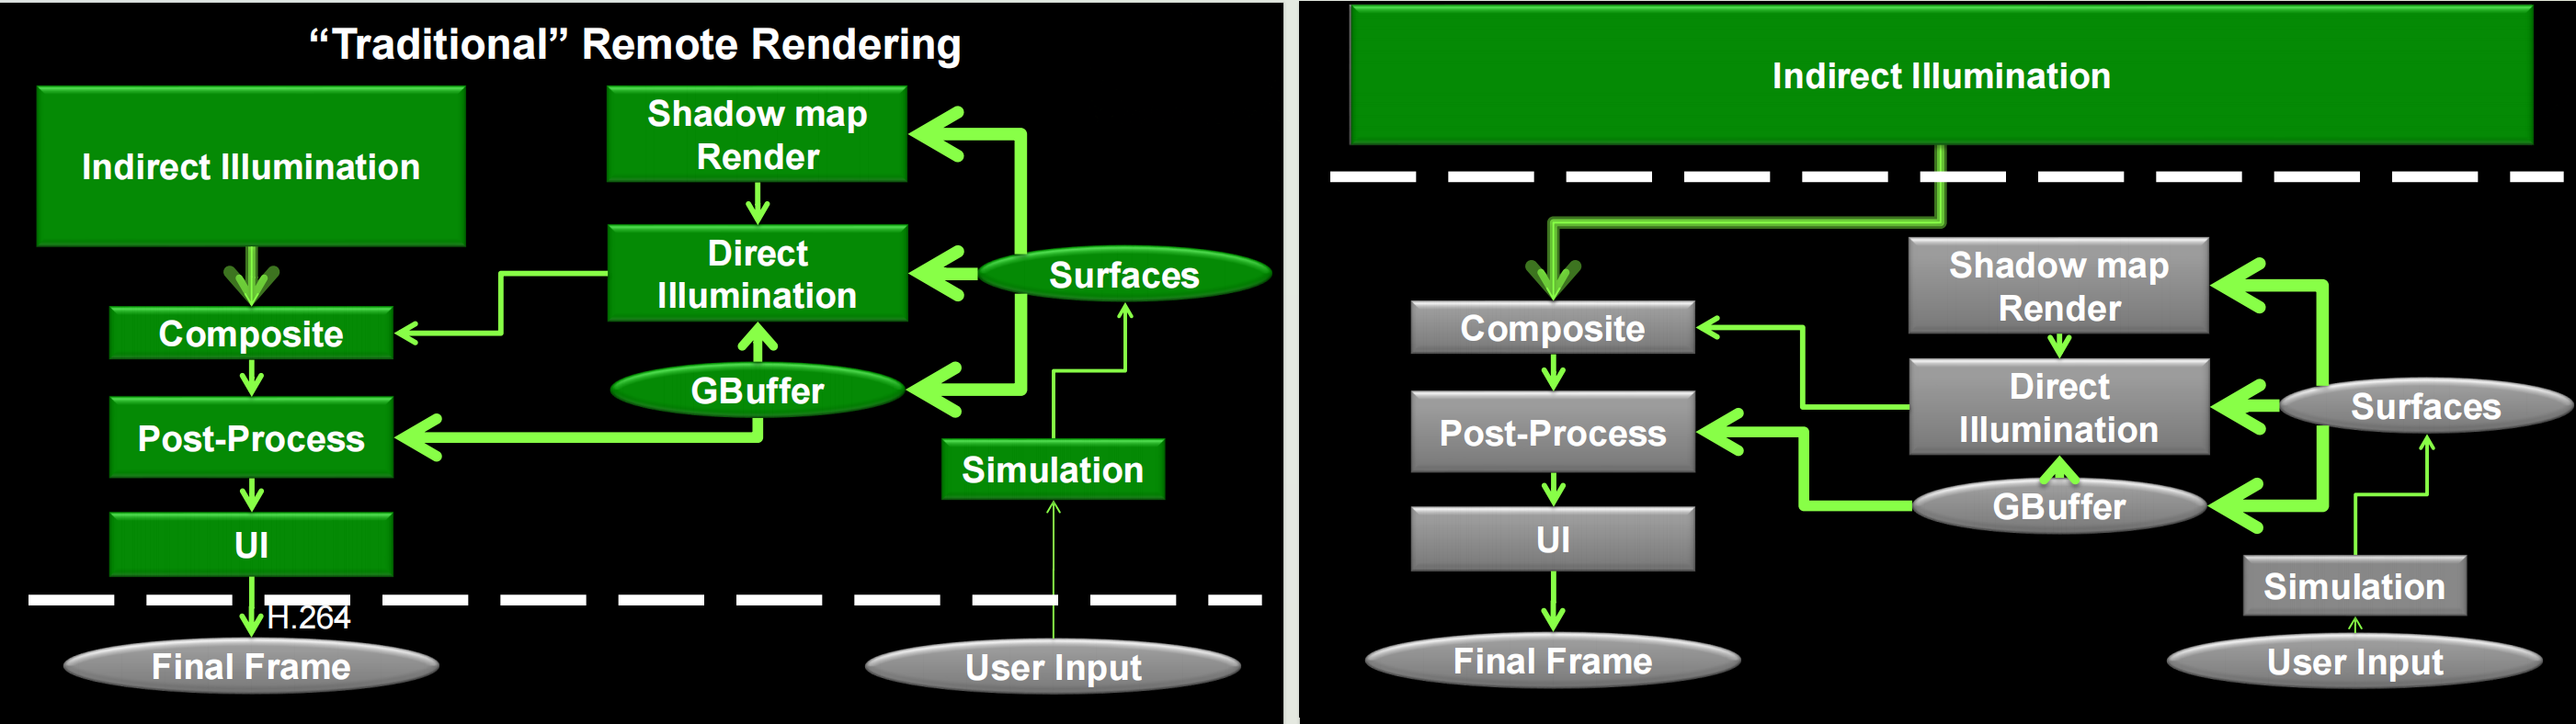 “Traditional” Remote Rendering
Indirect Illumination
Shadow map
Render
Direct
Illumination
Surfaces
Composite
GBuffer
Post-Process
Simulation
UI
H.264
Final Frame
User Input
Indirect Illumination
Shadow map
Render
Composite
Direct
Illumination
Surfaces
Post-Process
GBuffer
UI
Simulation
Final Frame
User Input